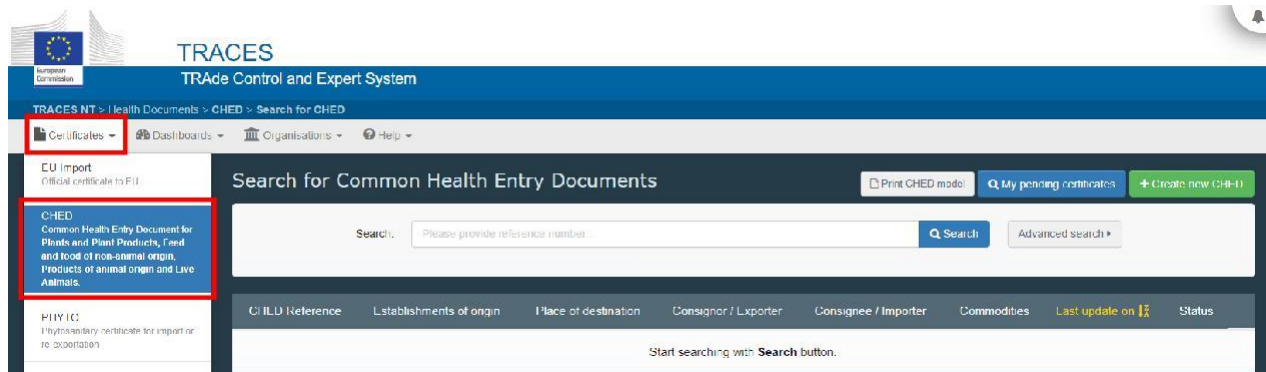 European
Commission
TRACES
TRAde Control and Expert System
TRACES NT > Health Documents > CHED > Search for CHED
Certificates
Dashboards
Organisations
Help
EU Import
Official certificate to EU
CHED
Common Health Entry Document for
Plants and Plant Products, Feed
and food of non-animal origin,
Products of animal origin and Live
Animals.
PHYTO
Phytosanitary certificate for import or
re-exportation
Search for Common Health Entry Documents
Print CHED model
My pending certificates
+ Create new CHED
Search:
Please provide reference number...
Search
Advanced search
CHED Reference
Establishments of origin
Place of destination
Consignor / Exporter
Consignee / Importer
Commodities
Last update on
Status
Start searching with Search button.